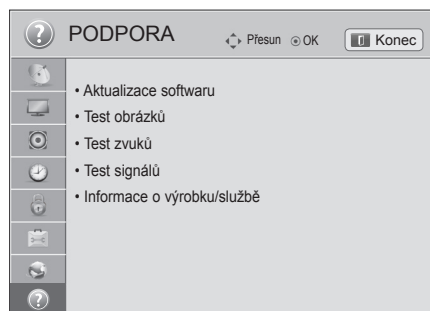 PODPORA
Přesun OK
Konec
• Aktualizace softwaru
• Test obrázků
• Test zvuků
• Test signálů
• Informace o výrobku/službě